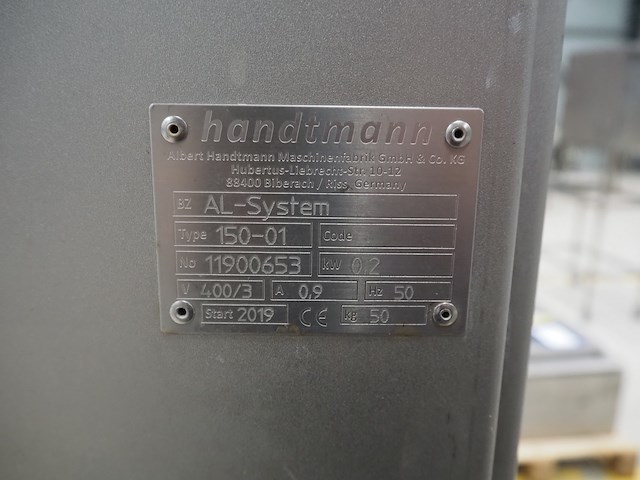 handtmann
Albert Handtmann Maschinenfabrik GmbH & Co. KG
Hubertus-Liebrecht-Str. 10-12
88400 Biberach / Riss, Germany
BZ AL-System
Type 150-01 Code
No 11900653 kW 0.2
V 400/3 A 0,9 Hz 50
Start 2019 CE kg 50